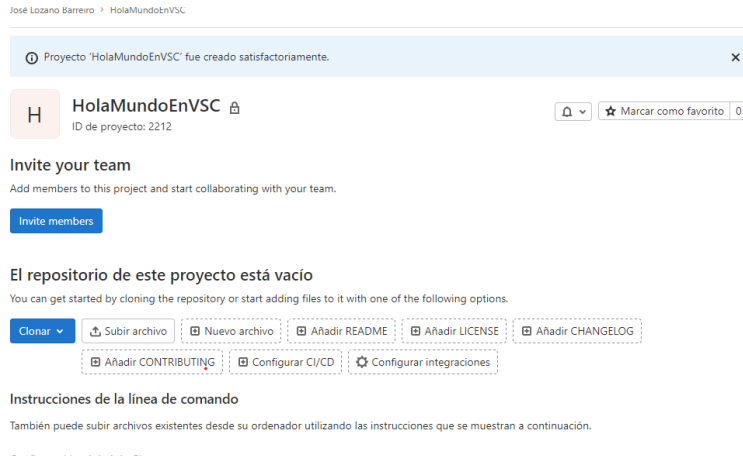 José Lozano Barreiro > HolaMundoEnVSC
Proyecto 'HolaMundoEnVSC' fue creado satisfactoriamente.
H
HolaMundoEnVSC
ID de proyecto: 2212
Marcar como favorito 0
Invite your team
Add members to this project and start collaborating with your team.
Invite members
El repositorio de este proyecto está vacío
You can get started by cloning the repository or start adding files to it with one of the following options.
Clonar Subir archivo Nuevo archivo Añadir README Añadir LICENSE Añadir CHANGELOG
Añadir CONTRIBUTING Configurar CI/CD Configurar integraciones
Instrucciones de la línea de comando
También puede subir archivos existentes desde su ordenador utilizando las instrucciones que se muestran a continuación.